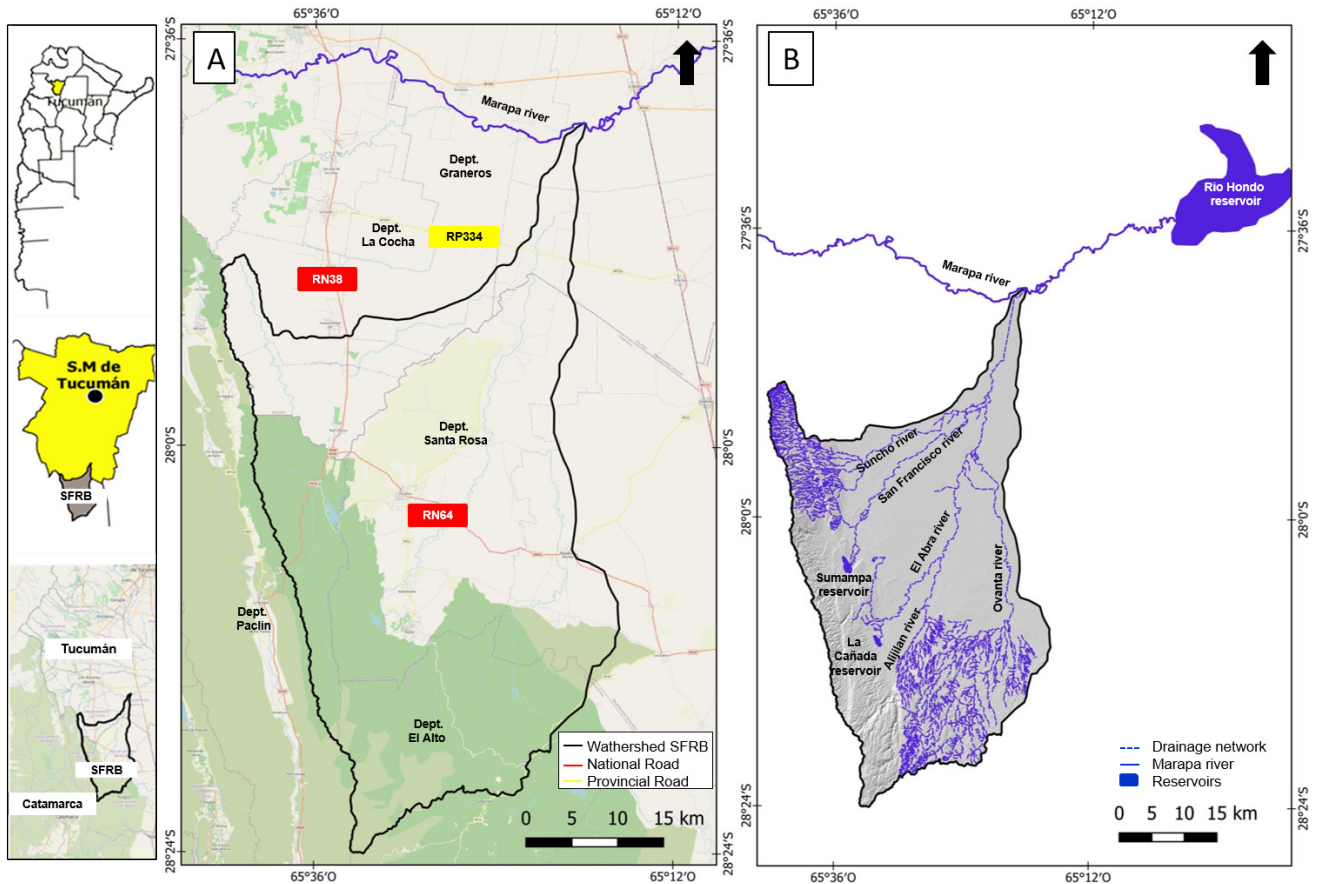 Tucumán
S.M de
Tucumán
SFRB
Tucumán
SFRB
Catamarca
65°36'O
65°12'O
27°36'S
27°36'S
A
Marapa river
Dept.
Graneros
Dept.
La Cocha
RP334
RN38
28°0'S
28°0'S
Dept.
Santa Rosa
RN64
Dept.
Paclin
Dept.
El Alto
Wathershed SFRB
National Road
Provincial Road
0 5 10 15 km
28°24'S
28°24'S
65°36'O
65°12'O
65°36'O
65°12'O
B
27°36'S
27°36'S
Rio Hondo
reservoir
Marapa river
Suncho river
San Francisco river
28°0'S
28°0'S
El Abra river
Ovanta river
Sumampa
reservoir
La
Cañada
reservoir
Alijilan river
Drainage network
Marapa river
Reservoirs
0 5 10 15 km
28°24'S
28°24'S
65°36'O
65°12'O